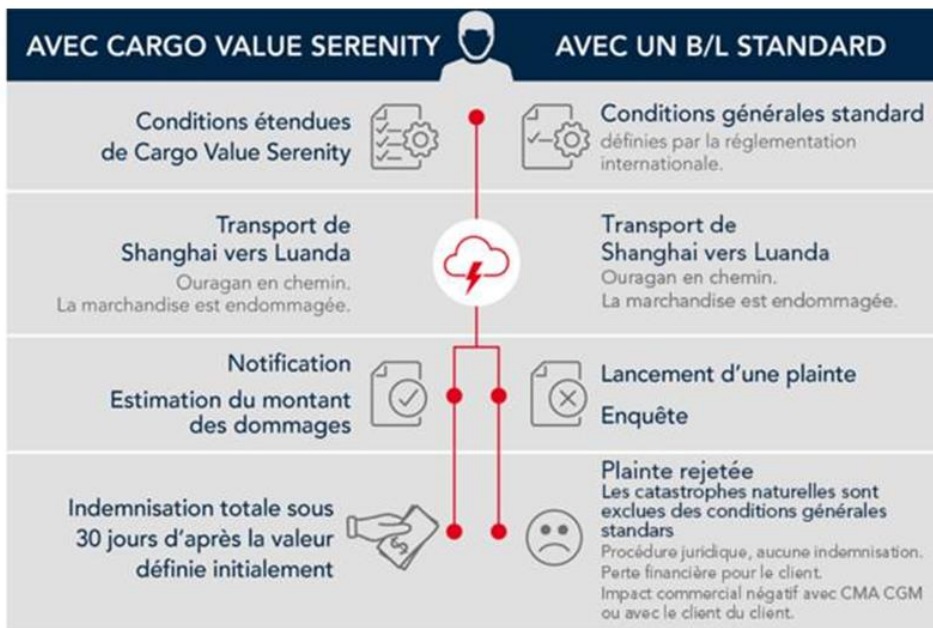 AVEC CARGO VALUE SERENITY
AVEC UN B/L STANDARD
Conditions étendues
de Cargo Value Serenity
Conditions générales standard
définies par la réglementation
internationale.
Transport de
Shanghai vers Luanda
Ouragan en chemin.
La marchandise est endommagée.
Transport de
Shanghai vers Luanda
Ouragan en chemin.
La marchandise est endommagée.
Notification
Estimation du montant
des dommages
Lancement d'une plainte
Enquête
Indemnisation totale sous
30 jours d'après la valeur
définie initialement
$
Plainte rejetée
Les catastrophes naturelles sont
exclues des conditions générales
standars
Procédure juridique, aucune indemnisation.
Perte financière pour le client.
Impact commercial négatif avec CMA CGM
ou avec le client du client.